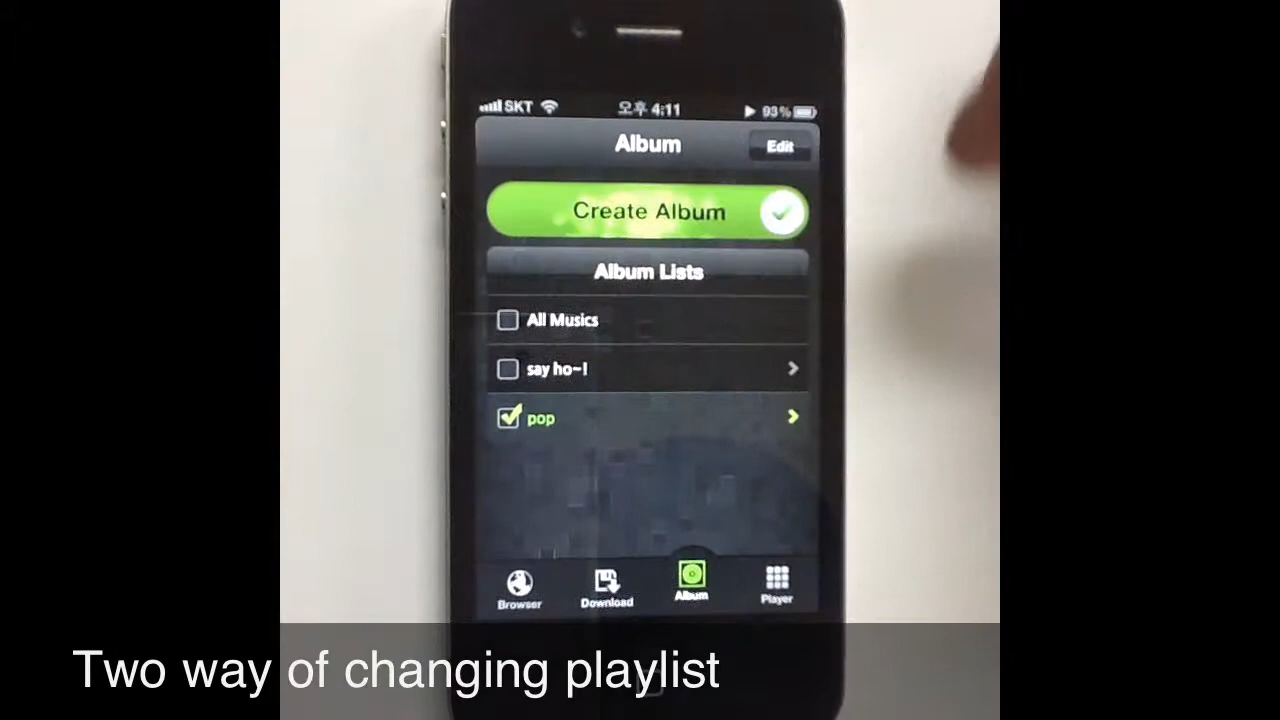 SKT 오후 4:11 93%
Album Edit
Create Album
Album Lists
All Musics
say ho~!
pop
Browser Download Album Player
Two way of changing playlist